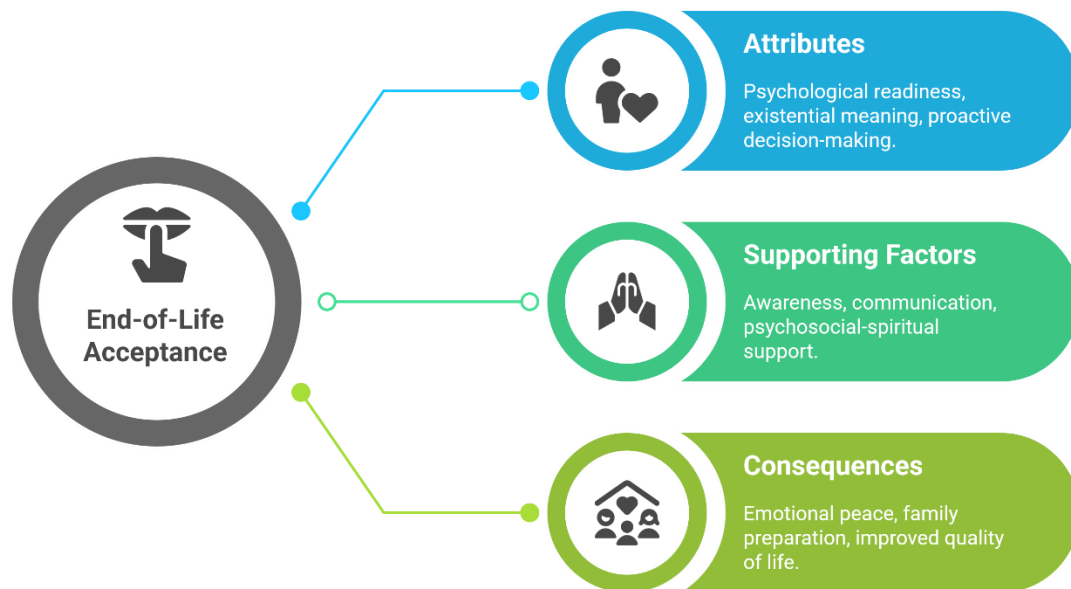 End-of-Life
Acceptance
Attributes
Psychological readiness,
existential meaning, proactive
decision-making.
Supporting Factors
Awareness, communication,
psychosocial-spiritual
support.
Consequences
Emotional peace, family
preparation, improved quality
of life.